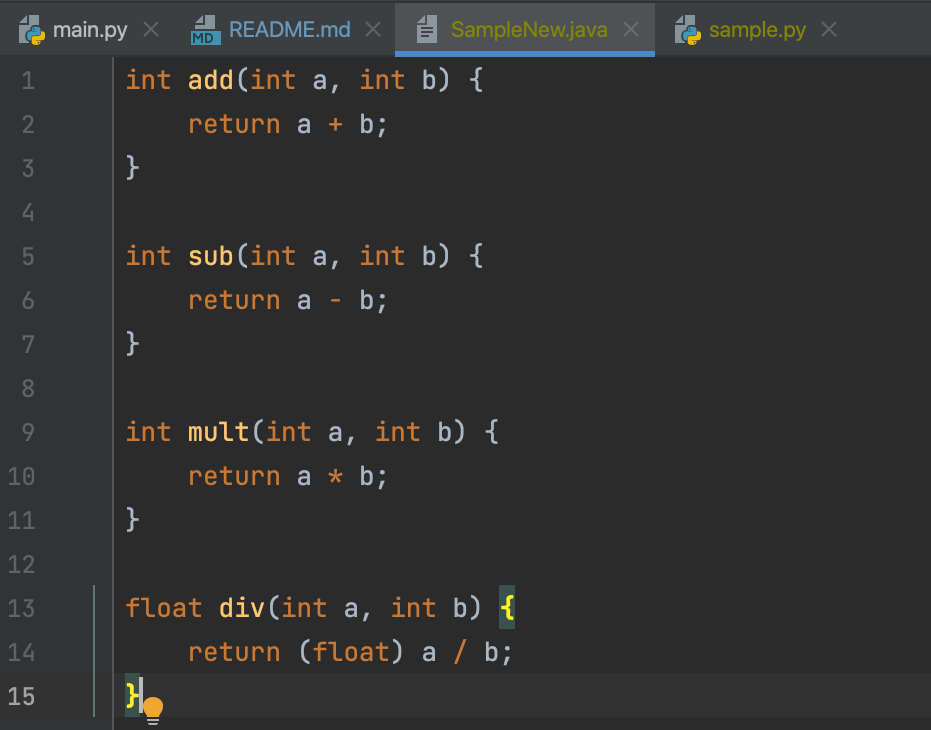 main.py README.md SampleNew.java sample.py
MD
1 int add(int a, int b) {
2     return a + b;
3 }
4
5 int sub(int a, int b) {
6     return a - b;
7 }
8
9 int mult(int a, int b) {
10     return a * b;
11 }
12
13 float div(int a, int b) {
14     return (float) a / b;
15 }